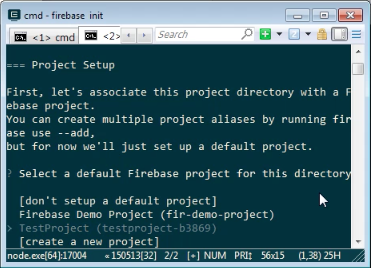 cmd - firebase init
<1> cmd
<2>
Search
=== Project Setup
First, let's associate this project directory with a F
ebase project.
You can create multiple project aliases by running fir
ase use --add,
but for now we'll just set up a default project.
? Select a default Firebase project for this directory
[don't setup a default project]
Firebase Demo Project (fir-demo-project)
> TestProject (testproject-b3869)
[create a new project]
node.exe[64]:17004 «150513[32] 2/2 [+] NUM PRI‡ 56x15 (1,38) 25H